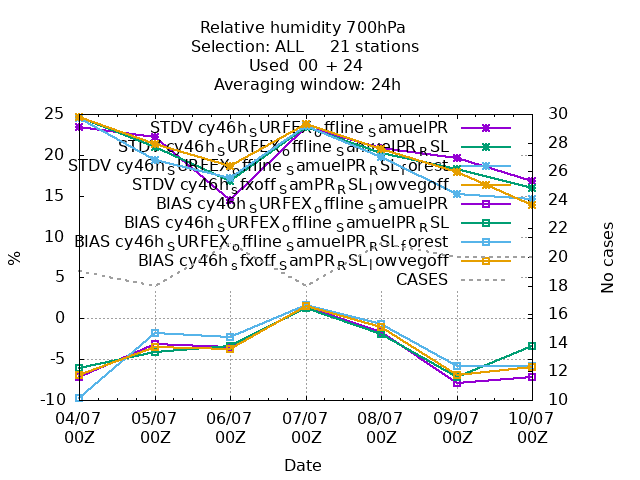 Relative humidity 700hPa
Selection: ALL 21 stations
Used 00 + 24
Averaging window: 24h
25 30
20 28
15 26
10 24
5 22
0 20
-5 18
-10 16
14
12
10
STDV cy46h_SURFEX_offline_SamuelPR
STDV cy46h_SURFEX_offline_SamuelPR_RSL
STDV cy46h_SURFEX_offline_SamuelPR_RSL_forest
STDV cy46h_sfxoff_SamPR_RSL_lowvegoff
BIAS cy46h_SURFEX_offline_SamuelPR
BIAS cy46h_SURFEX_offline_SamuelPR_RSL
BIAS cy46h_SURFEX_offline_SamuelPR_RSL_forest
BIAS cy46h_sfxoff_SamPR_RSL_lowvegoff
CASES
%
No cases
04/07 05/07 06/07 07/07 08/07 09/07 10/07
00Z 00Z 00Z 00Z 00Z 00Z 00Z
Date